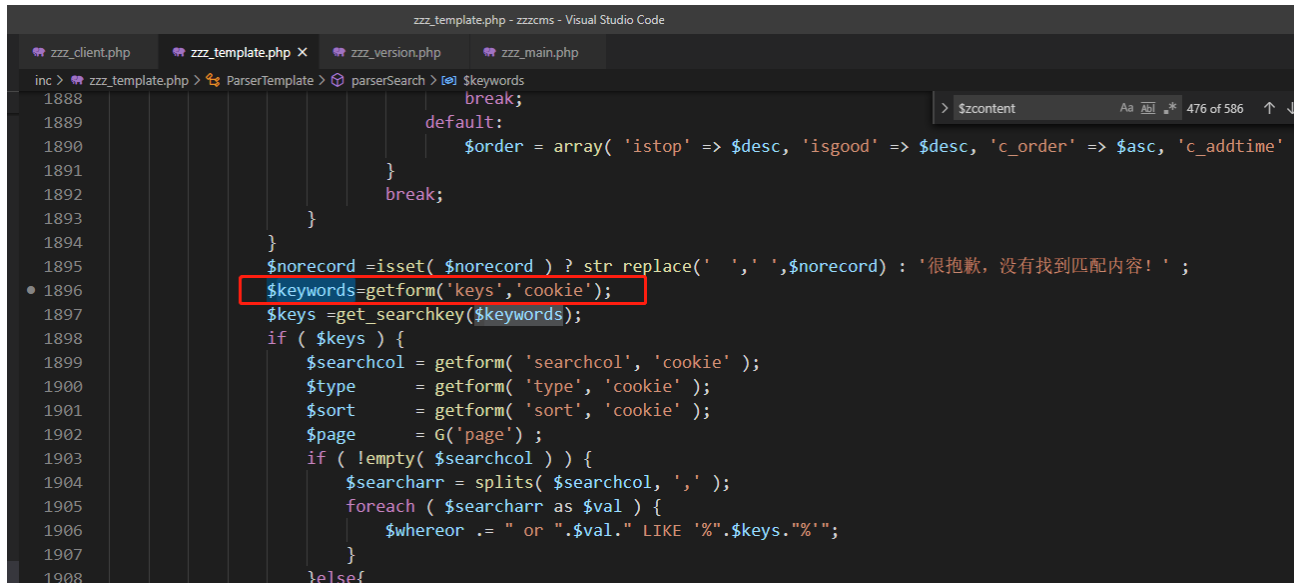 zzz_template.php - zzzcms - Visual Studio Code
zzz_client.php zzz_template.php × zzz_version.php zzz_main.php
inc > zzz_template.php > ParserTemplate > parserSearch > $keywords
> $zcontent Aa Abl .* 476 of 586 ↑ ↓
1888 break;
1889 default:
1890 $order = array( 'istop' => $desc, 'isgood' => $desc, 'c_order' => $asc, 'c_addtime'
1891 }
1892 break;
1893 }
1894 }
1895 $norecord =isset( $norecord ) ? str_replace('  ',' ',$norecord) : '很抱歉，没有找到匹配内容！' ;
1896 $keywords=getform('keys','cookie');
1897 $keys =get_searchkey($keywords);
1898 if ( $keys ) {
1899 $searchcol = getform( 'searchcol', 'cookie' );
1900 $type = getform( 'type', 'cookie' );
1901 $sort = getform( 'sort', 'cookie' );
1902 $page = G('page') ;
1903 if ( !empty( $searchcol ) ) {
1904 $searcharr = splits( $searchcol, ',' );
1905 foreach ( $searcharr as $val ) {
1906 $whereor .= " or ".$val." LIKE '%".$keys."%'";
1907 }
1908 }else{